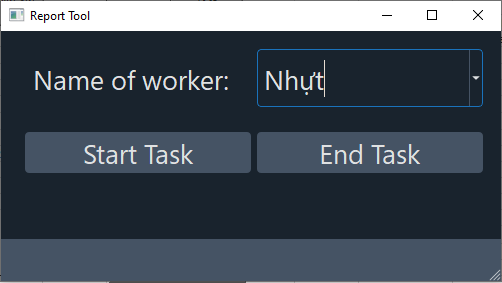 Report Tool
Name of worker: Nhựt
Start Task End Task